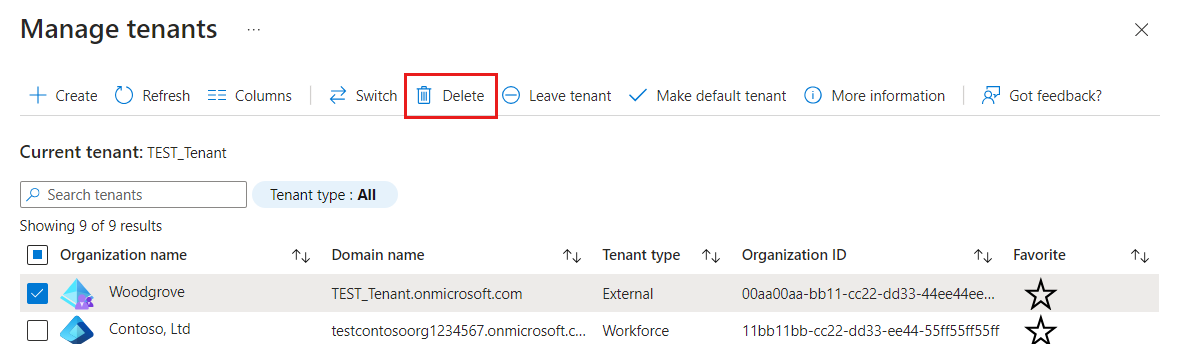 Manage tenants ...
Create Refresh Columns Switch Delete Leave tenant Make default tenant More information Got feedback?
Current tenant: TEST_Tenant
Search tenants Tenant type : All
Showing 9 of 9 results
Organization name Domain name Tenant type Organization ID Favorite
Woodgrove TEST_Tenant.onmicrosoft.com External 00aa00aa-bb11-cc22-dd33-44ee44ee...
Contoso, Ltd testcontosoorg1234567.onmicrosoft.c... Workforce 11bb11bb-cc22-dd33-ee44-55ff55ff55ff